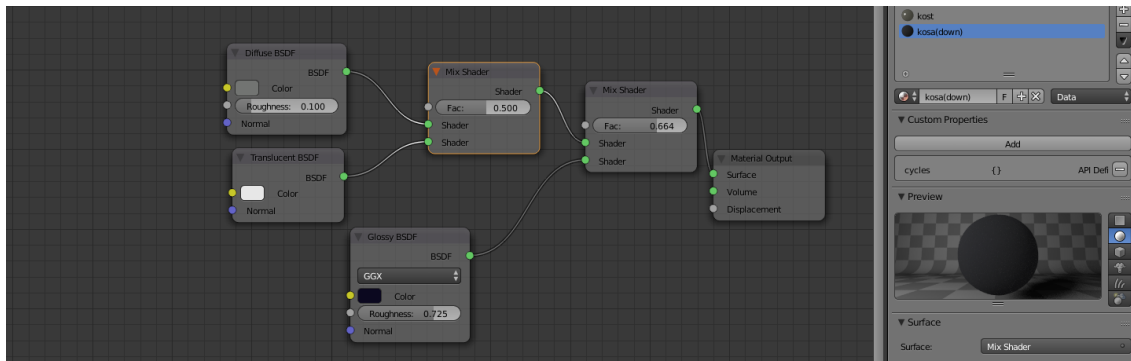 Diffuse BSDF
BSDF
Color
Roughness: 0.100
Normal
Translucent BSDF
BSDF
Color
Normal
Glossy BSDF
BSDF
GGX
Color
Roughness: 0.725
Normal
Mix Shader
Shader
Fac: 0.500
Shader
Shader
Mix Shader
Shader
Fac: 0.664
Shader
Shader
Material Output
Surface
Volume
Displacement
kost
kosa(down)
kosa(down) F Data
Custom Properties
Add
cycles {} API Defi
Preview
Surface
Surface: Mix Shader